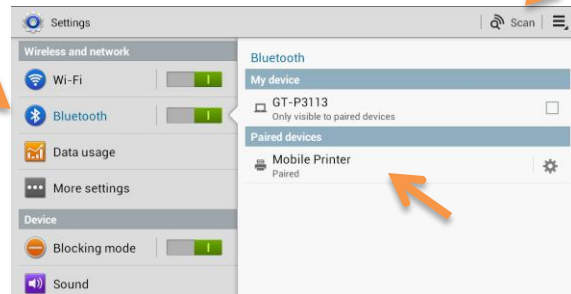 Settings
Scan
Wireless and network
Wi-Fi
Bluetooth
Data usage
More settings
Device
Blocking mode
Sound
Bluetooth
My device
GT-P3113
Only visible to paired devices
Paired devices
Mobile Printer
Paired